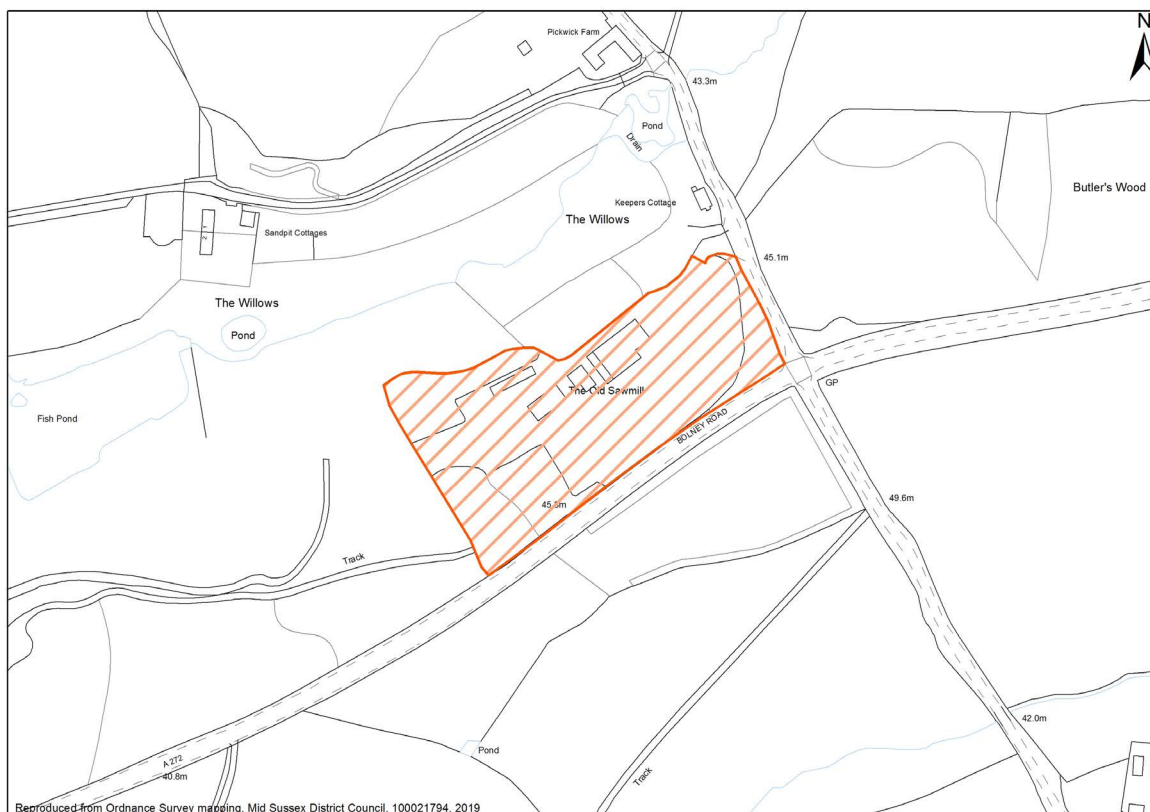 N
Pickwick Farm
43.3m
Pond
Drain
Butler's Wood
Keepers Cottage
The Willows
1
2
Sandpit Cottages
45.1m
The Willows
Pond
GP
The Old Sawmill
Fish Pond
BOLNEY ROAD
49.6m
Track
42.0m
Pond
A 272
40.8m
Track
Reproduced from Ordnance Survey mapping. Mid Sussex District Council. 100021794. 2019